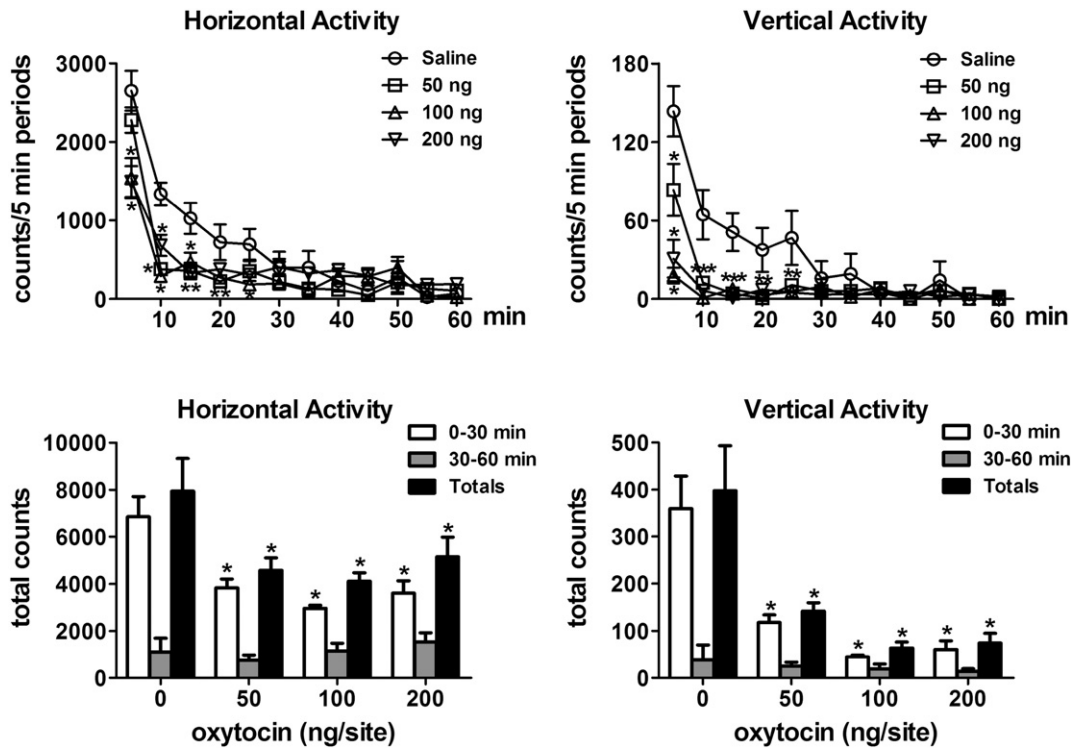 Horizontal Activity
counts/5 min periods
3000
2000
1000
0
Saline
50 ng
100 ng
200 ng
* * * * * * * ** ** *
10 20 30 40 50 60 min
Vertical Activity
counts/5 min periods
180
120
60
0
Saline
50 ng
100 ng
200 ng
* * * *** *** ** **
10 20 30 40 50 60 min
Horizontal Activity
total counts
10000
8000
6000
4000
2000
0
0-30 min
30-60 min
Totals
* * * * * *
0 50 100 200
oxytocin (ng/site)
Vertical Activity
total counts
500
400
300
200
100
0
0-30 min
30-60 min
Totals
* * * * * *
0 50 100 200
oxytocin (ng/site)